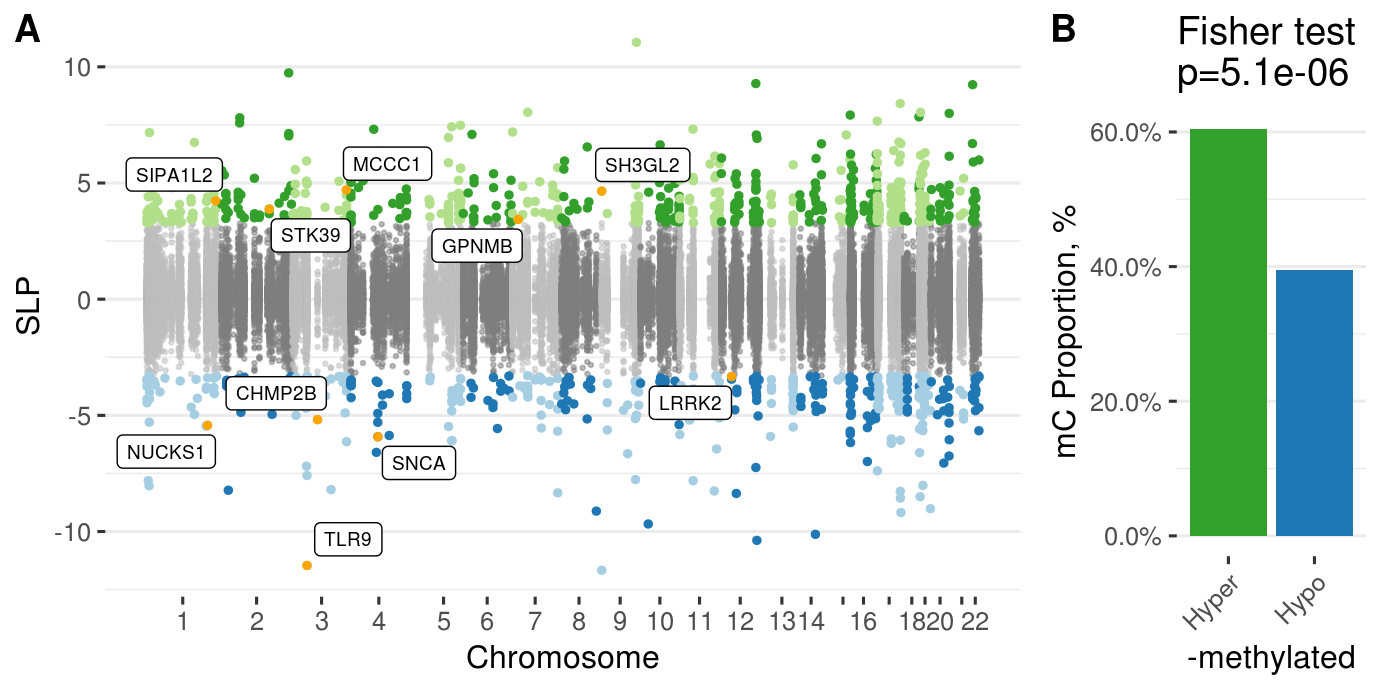 A
SLP
10
5
0
-5
-10
SIPA1L2
MCCC1
SH3GL2
STK39
GPNMB
CHMP2B
LRRK2
NUCKS1
SNCA
TLR9
1 2 3 4 5 6 7 8 9 10 11 12 13 14 16 18 20 22
Chromosome
B
Fisher test
p=5.1e-06
mC Proportion, %
60.0%
40.0%
20.0%
0.0%
Hyper
Hypo
-methylated